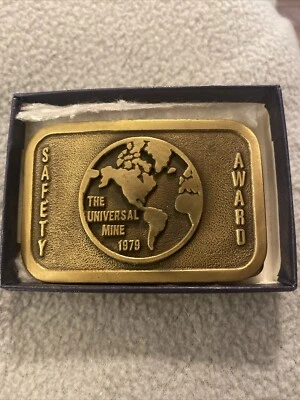 SAFETY
THE
UNIVERSAL
MINE
1979
AWARD